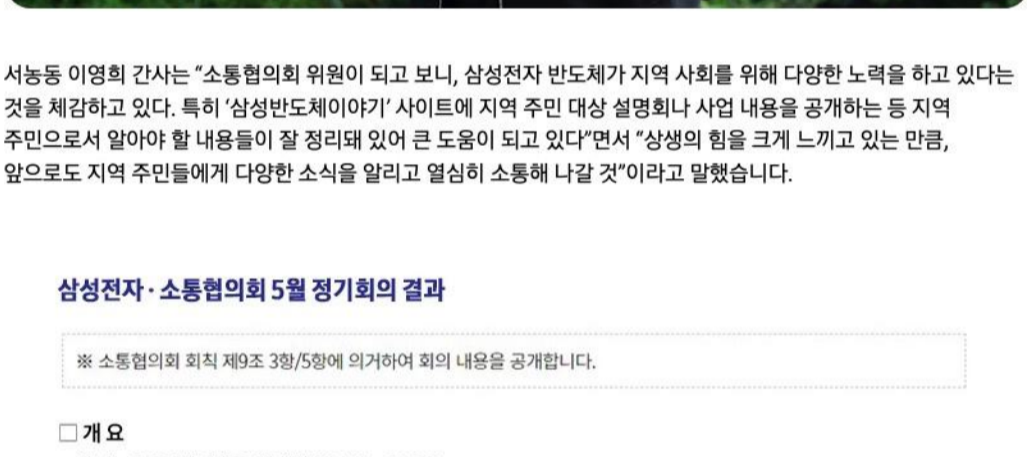 서농동 이영희 간사는 “소통협의회 위원이 되고 보니, 삼성전자 반도체가 지역 사회를 위해 다양한 노력을 하고 있다는
것을 체감하고 있다. 특히 ‘삼성반도체이야기’ 사이트에 지역 주민 대상 설명회나 사업 내용을 공개하는 등 지역
주민으로서 알아야 할 내용들이 잘 정리돼 있어 큰 도움이 되고 있다”면서 “상생의 힘을 크게 느끼고 있는 만큼,
앞으로도 지역 주민들에게 다양한 소식을 알리고 열심히 소통해 나갈 것”이라고 말했습니다.
삼성전자 · 소통협의회 5월 정기회의 결과
※ 소통협의회 회칙 제9조 3항/5항에 의거하여 회의 내용을 공개합니다.
□ 개 요